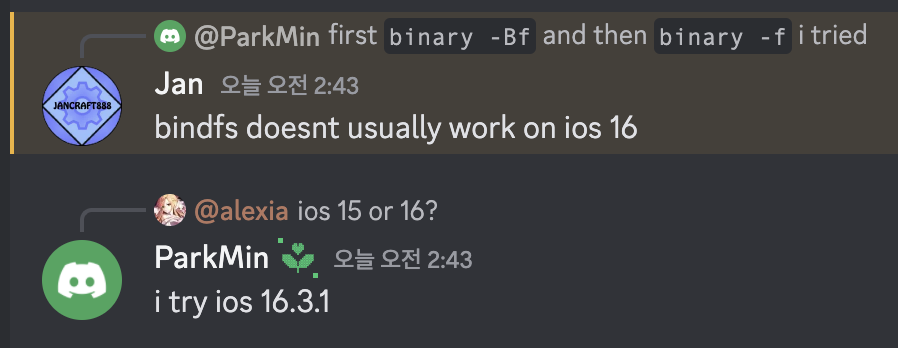 @ParkMin first binary -Bf and then binary -f i tried
JANCRAFT888
Jan 오늘 오전 2:43
bindfs doesnt usually work on ios 16
@alexia ios 15 or 16?
ParkMin 오늘 오전 2:43
i try ios 16.3.1